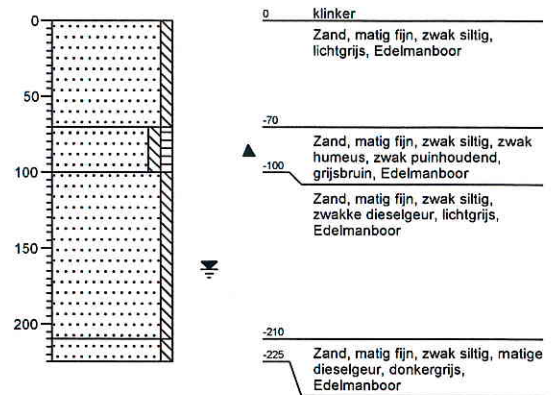 0
50
100
150
200
0 klinker
Zand, matig fijn, zwak siltig,
lichtgrijs, Edelmanboor
-70
Zand, matig fijn, zwak siltig, zwak
humeus, zwak puinhoudend,
grijsbruin, Edelmanboor
-100
Zand, matig fijn, zwak siltig,
zwakke dieselgeur, lichtgrijs,
Edelmanboor
-210
-225 Zand, matig fijn, zwak siltig, matige
dieselgeur, donkergrijs,
Edelmanboor